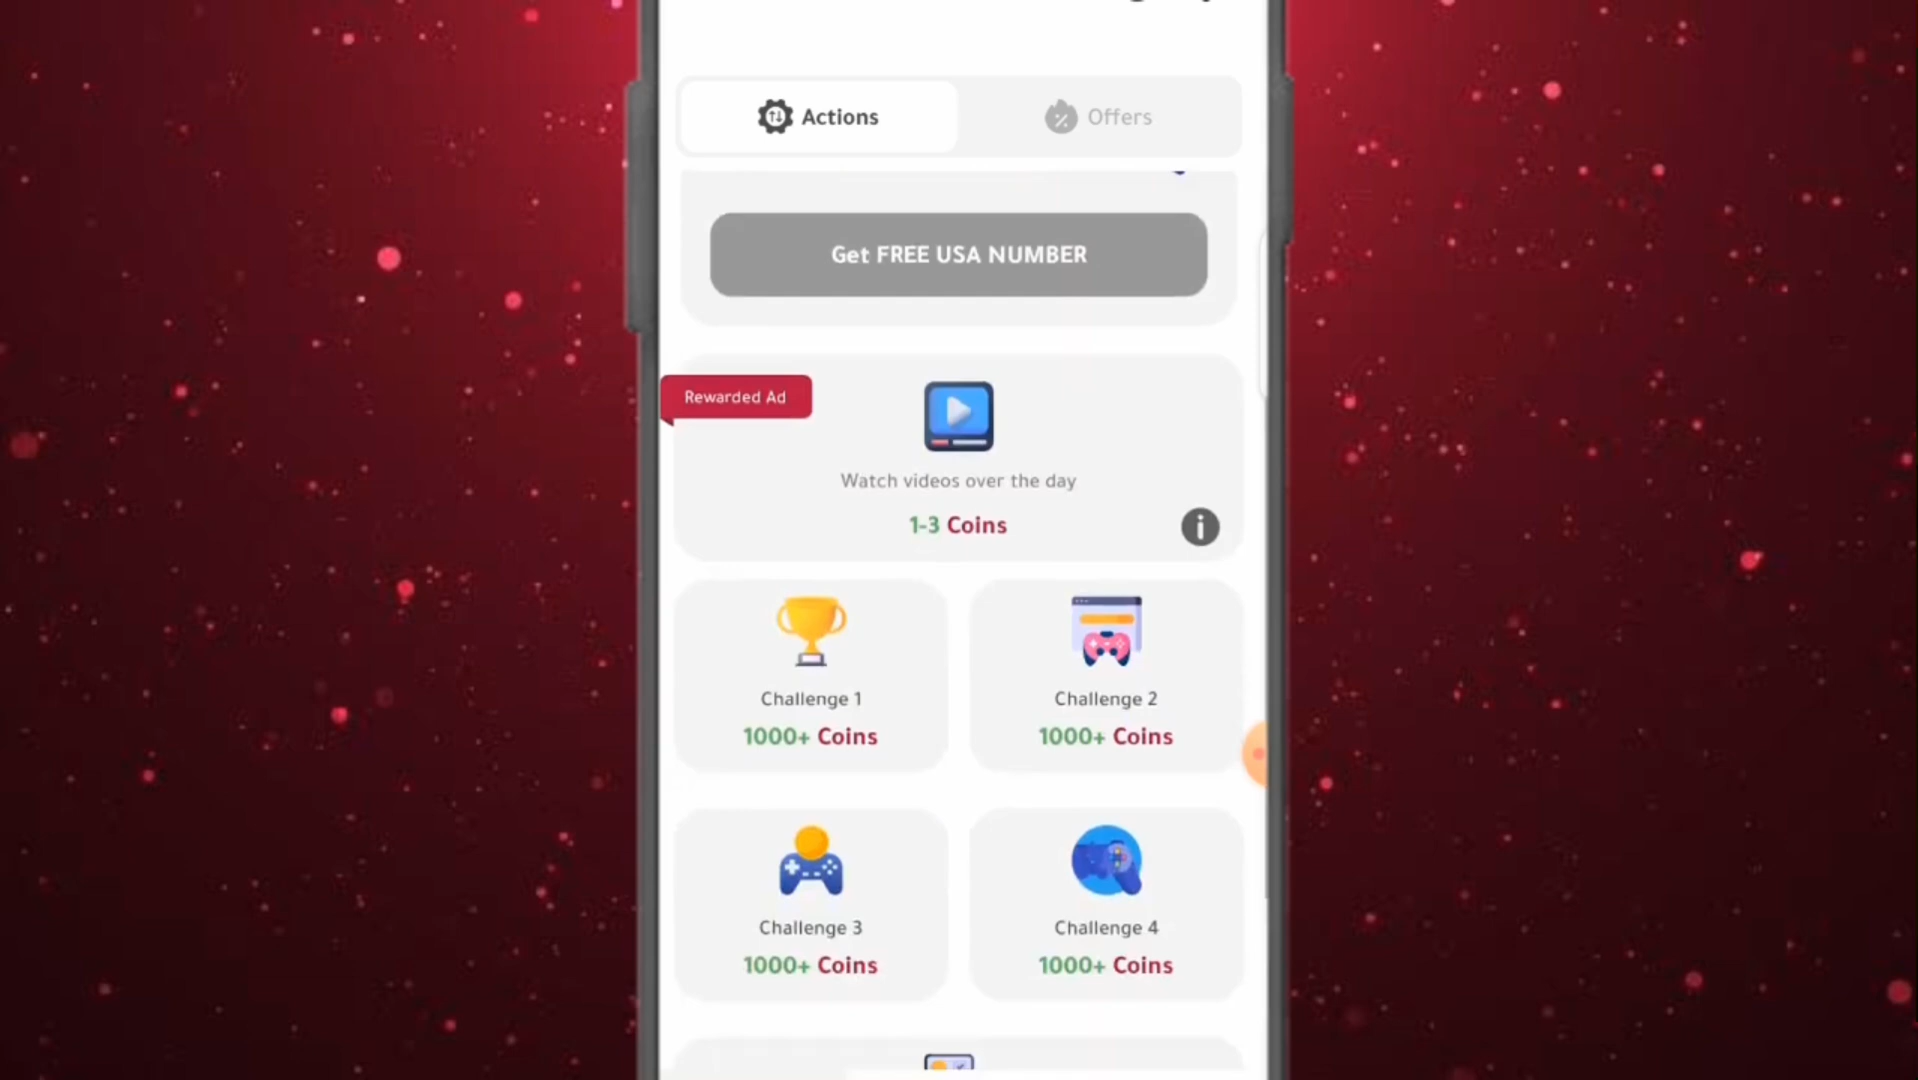 Actions
Offers
Get FREE USA NUMBER
Rewarded Ad
Watch videos over the day
1-3 Coins
Challenge 1
1000+ Coins
Challenge 2
1000+ Coins
Challenge 3
1000+ Coins
Challenge 4
1000+ Coins